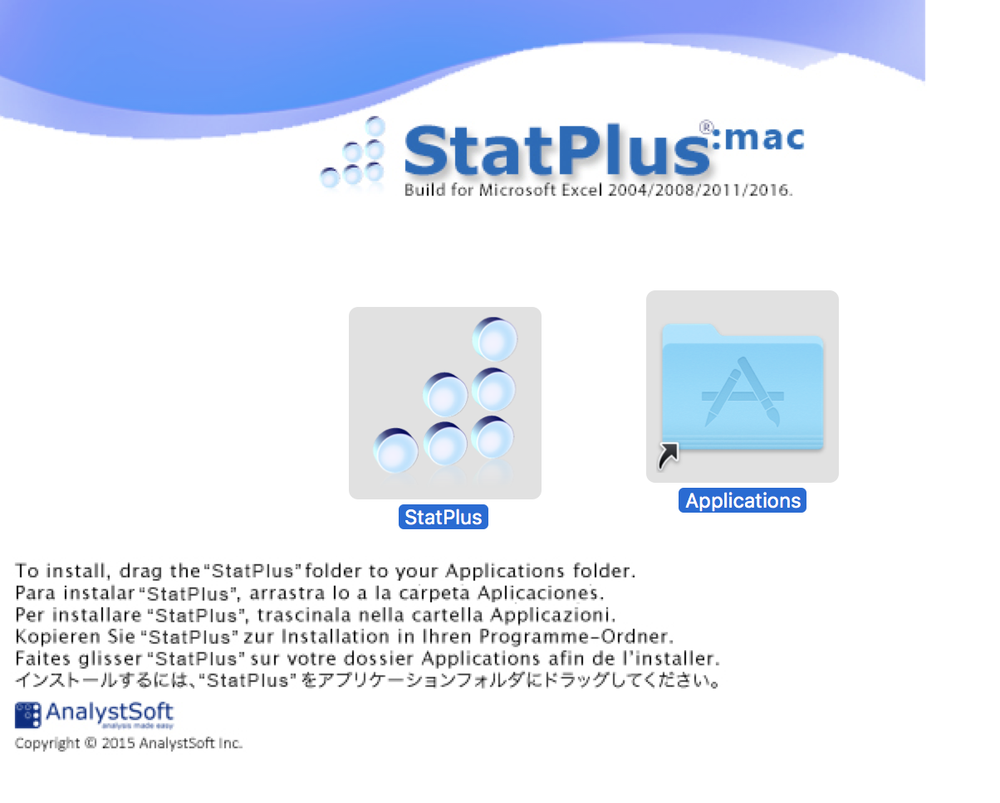 StatPlus®:mac
Build for Microsoft Excel 2004/2008/2011/2016.
StatPlus
Applications
To install, drag the “StatPlus” folder to your Applications folder.
Para instalar “StatPlus”, arrastra lo a la carpeta Aplicaciones.
Per installare “StatPlus”, trascinala nella cartella Applicazioni.
Kopieren Sie “StatPlus” zur Installation in Ihren Programme-Ordner.
Faites glisser “StatPlus” sur votre dossier Applications afin de l'installer.
インストールするには、“StatPlus” をアプリケーションフォルダにドラッグしてください。
AnalystSoft
analysis made easy
Copyright © 2015 AnalystSoft Inc.